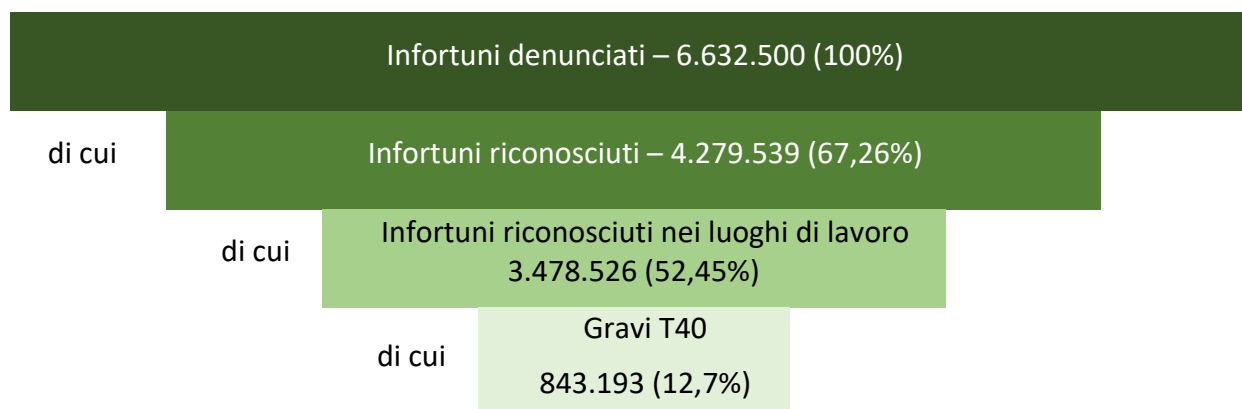 Infortuni denunciati – 6.632.500 (100%)
di cui
Infortuni riconosciuti – 4.279.539 (67,26%)
di cui
Infortuni riconosciuti nei luoghi di lavoro
3.478.526 (52,45%)
di cui
Gravi T40
843.193 (12,7%)